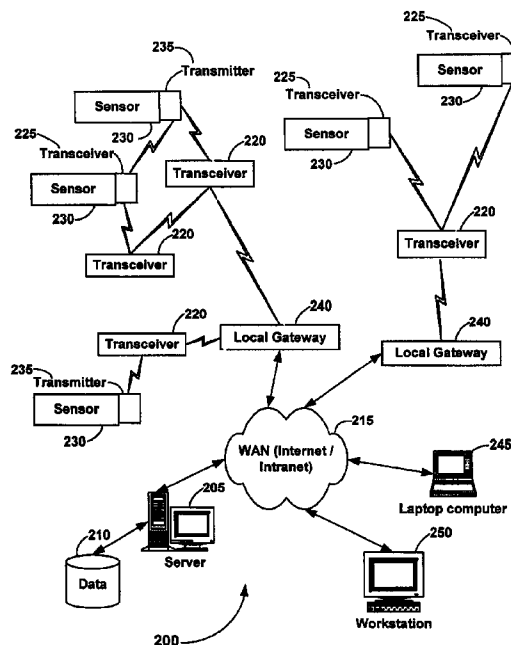 225
Transceiver
235
Transmitter
Sensor
230
225
Transceiver
Sensor
230
225
Transceiver
220
Transceiver
Sensor
230
Sensor
230
220
Transceiver
220
Transceiver
240
220
Transceiver
Local Gateway
240
Local Gateway
235
Transmitter
Sensor
230
215
WAN (Internet /
Intranet)
245
Laptop computer
205
210
Server
Data
250
Workstation
200